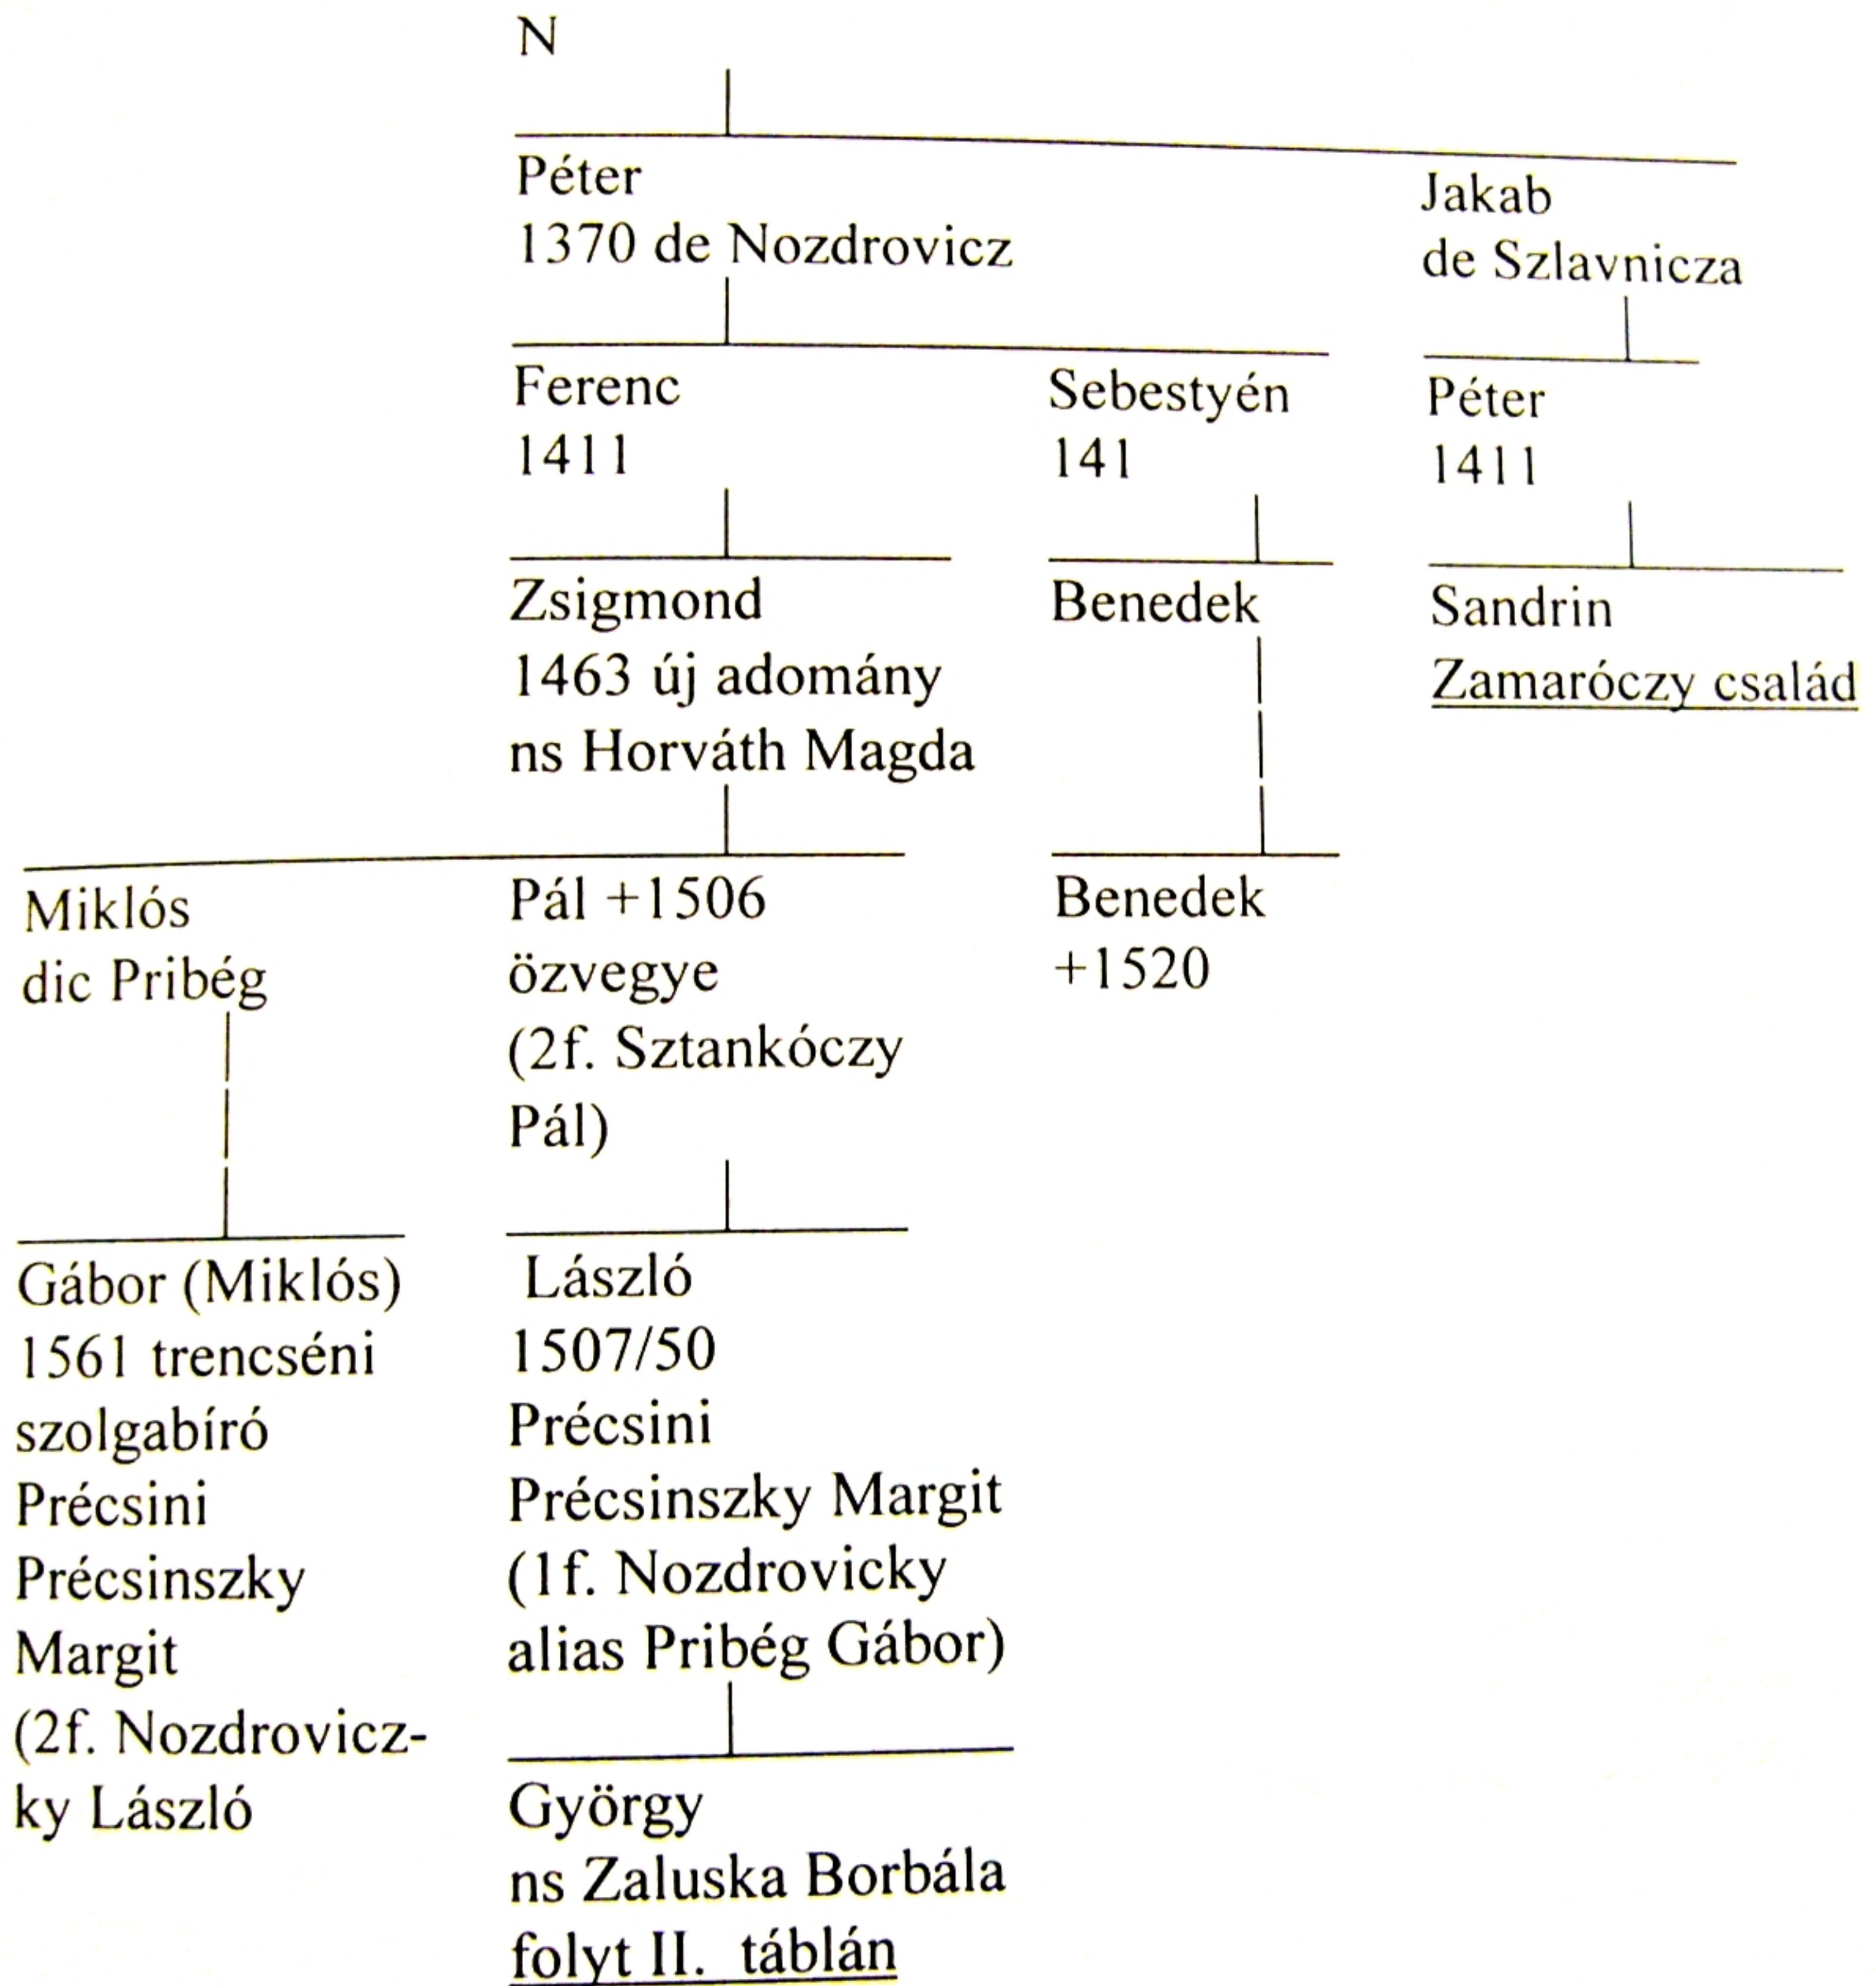 N
Péter
1370 de Nozdrovicz
Jakab
de Szlavnicza
Ferenc
1411
Sebestyén
141
Péter
1411
Zsigmond
1463 új adomány
ns Horváth Magda
Benedek
Sandrin
Zamaróczy család
Miklós
dic Pribég
Pál +1506
özvegye
(2f. Sztankóczy
Pál)
Benedek
+1520
Gábor (Miklós)
1561 trencséni
szolgabíró
Précsini
Précsinszky
Margit
(2f. Nozdrovicz-
ky László
László
1507/50
Précsini
Précsinszky Margit
(1f. Nozdrovicky
alias Pribég Gábor)
György
ns Zaluska Borbála
folyt II. táblán